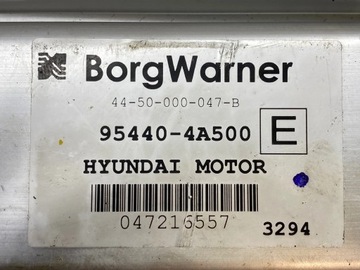 BorgWarner
44-50-000-047-B
95440-4A500 E
HYUNDAI MOTOR
047216557
3294